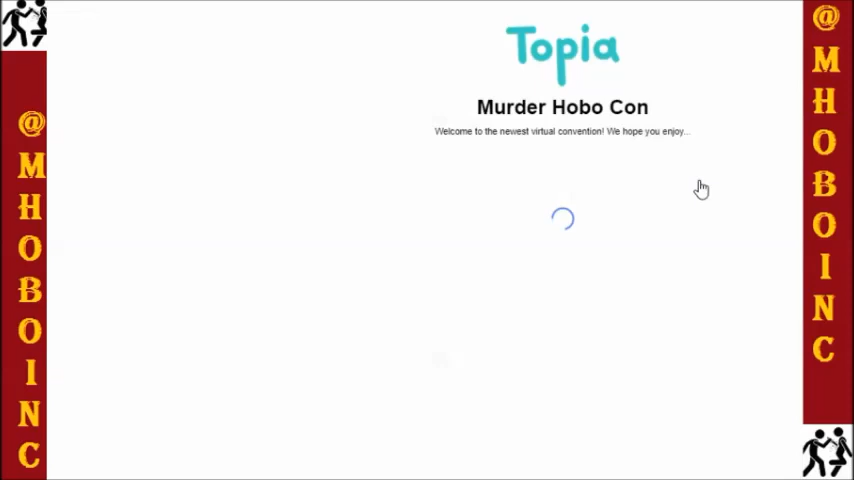 Topia
Murder Hobo Con
Welcome to the newest virtual convention! We hope you enjoy...
@MHOBOINC
@MHOBOINC